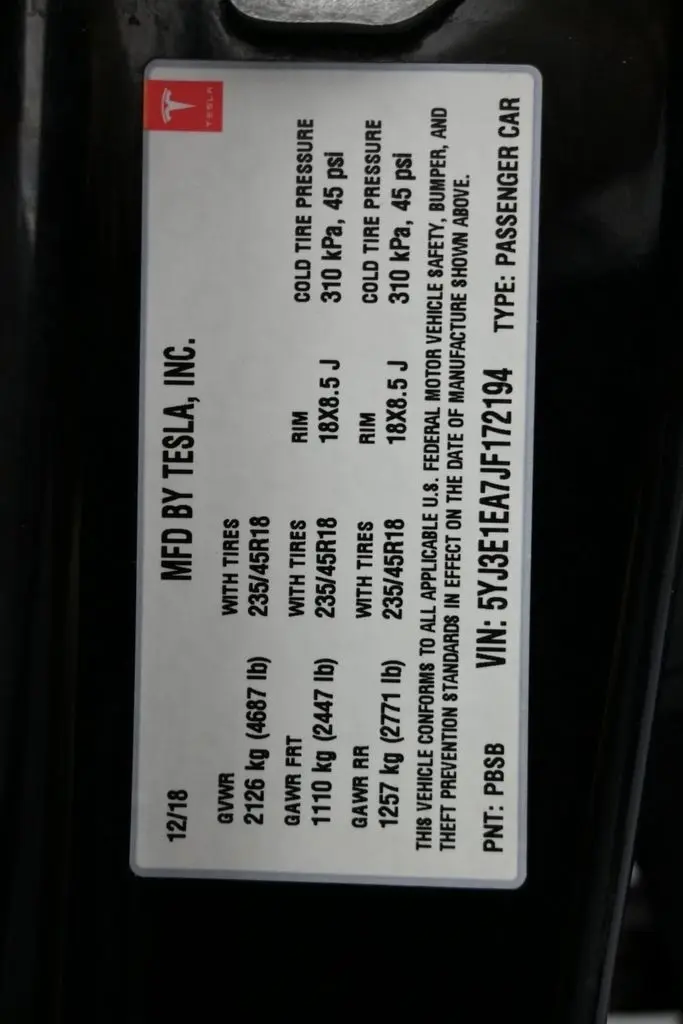 TESLA
12/18 MFD BY TESLA, INC.
GVWR WITH TIRES
2126 kg (4687 lb) 235/45R18
GAWR FRT WITH TIRES RIM COLD TIRE PRESSURE
1110 kg (2447 lb) 235/45R18 18X8.5 J 310 kPa, 45 psi
GAWR RR WITH TIRES RIM COLD TIRE PRESSURE
1257 kg (2771 lb) 235/45R18 18X8.5 J 310 kPa, 45 psi
THIS VEHICLE CONFORMS TO ALL APPLICABLE U.S. FEDERAL MOTOR VEHICLE SAFETY, BUMPER, AND
THEFT PREVENTION STANDARDS IN EFFECT ON THE DATE OF MANUFACTURE SHOWN ABOVE.
PNT: PBSB VIN: 5YJ3E1EA7JF172194 TYPE: PASSENGER CAR